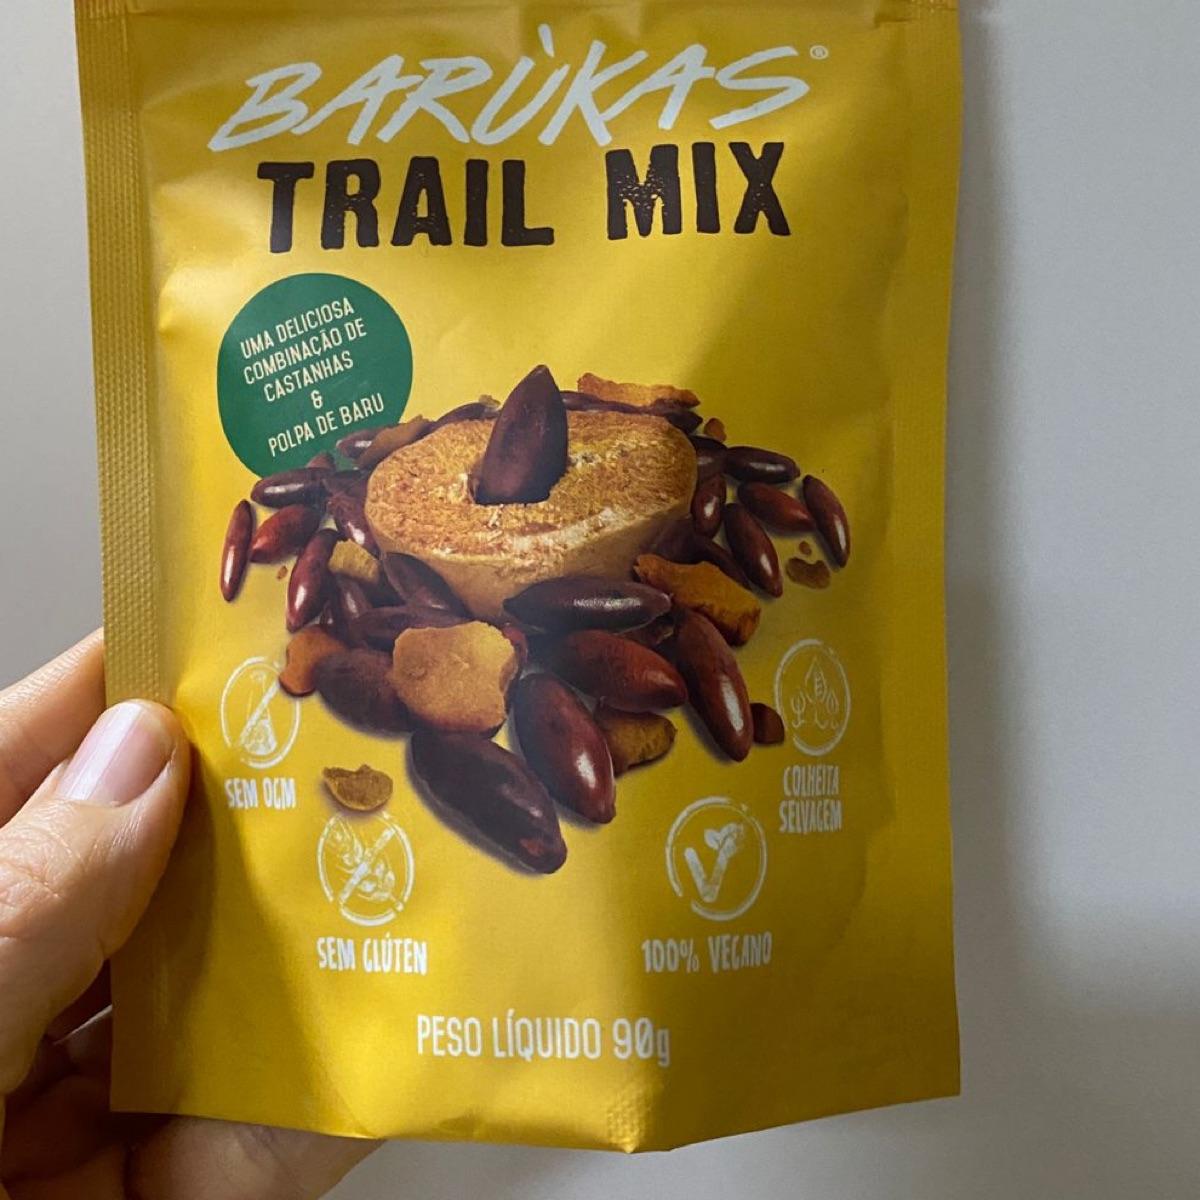 BARÙKAS®
TRAIL MIX
UMA DELICIOSA
COMBINAÇÃO DE
CASTANHAS
&
POLPA DE BARU
SEM OGM
COLHEITA
SELVAGEM
SEM GLÚTEN
100% VEGANO
PESO LÍQUIDO 90g